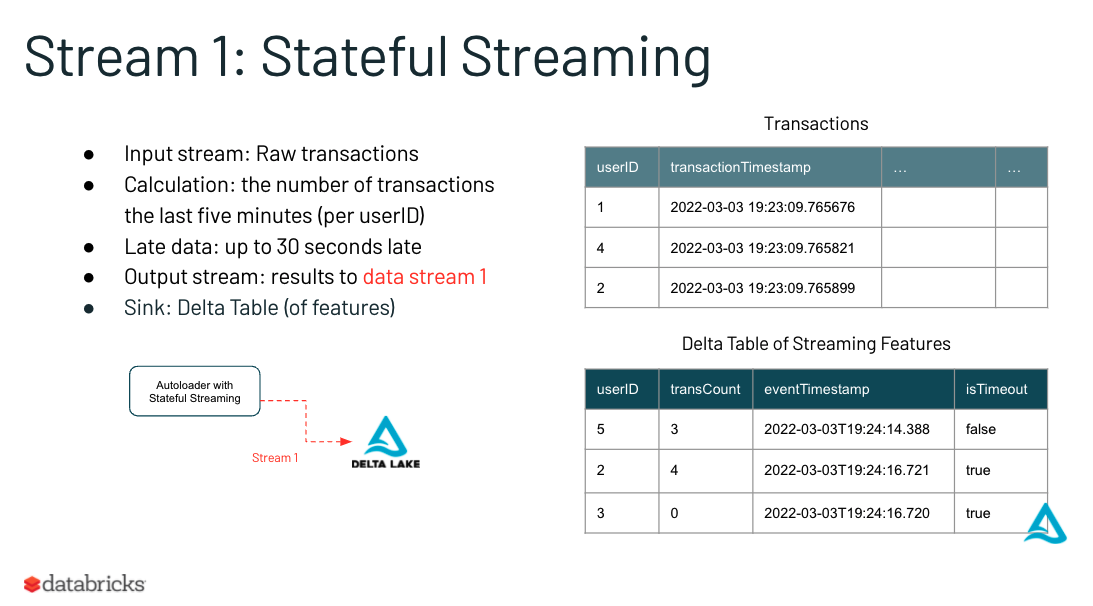 Stream 1: Stateful Streaming
● Input stream: Raw transactions
● Calculation: the number of transactions
the last five minutes (per userID)
● Late data: up to 30 seconds late
● Output stream: results to data stream 1
● Sink: Delta Table (of features)
Autoloader with
Stateful Streaming
Stream 1
DELTA LAKE
Transactions
userID transactionTimestamp ... ...
1 2022-03-03 19:23:09.765676
4 2022-03-03 19:23:09.765821
2 2022-03-03 19:23:09.765899
Delta Table of Streaming Features
userID transCount eventTimestamp isTimeout
5 3 2022-03-03T19:24:14.388 false
2 4 2022-03-03T19:24:16.721 true
3 0 2022-03-03T19:24:16.720 true
databricks